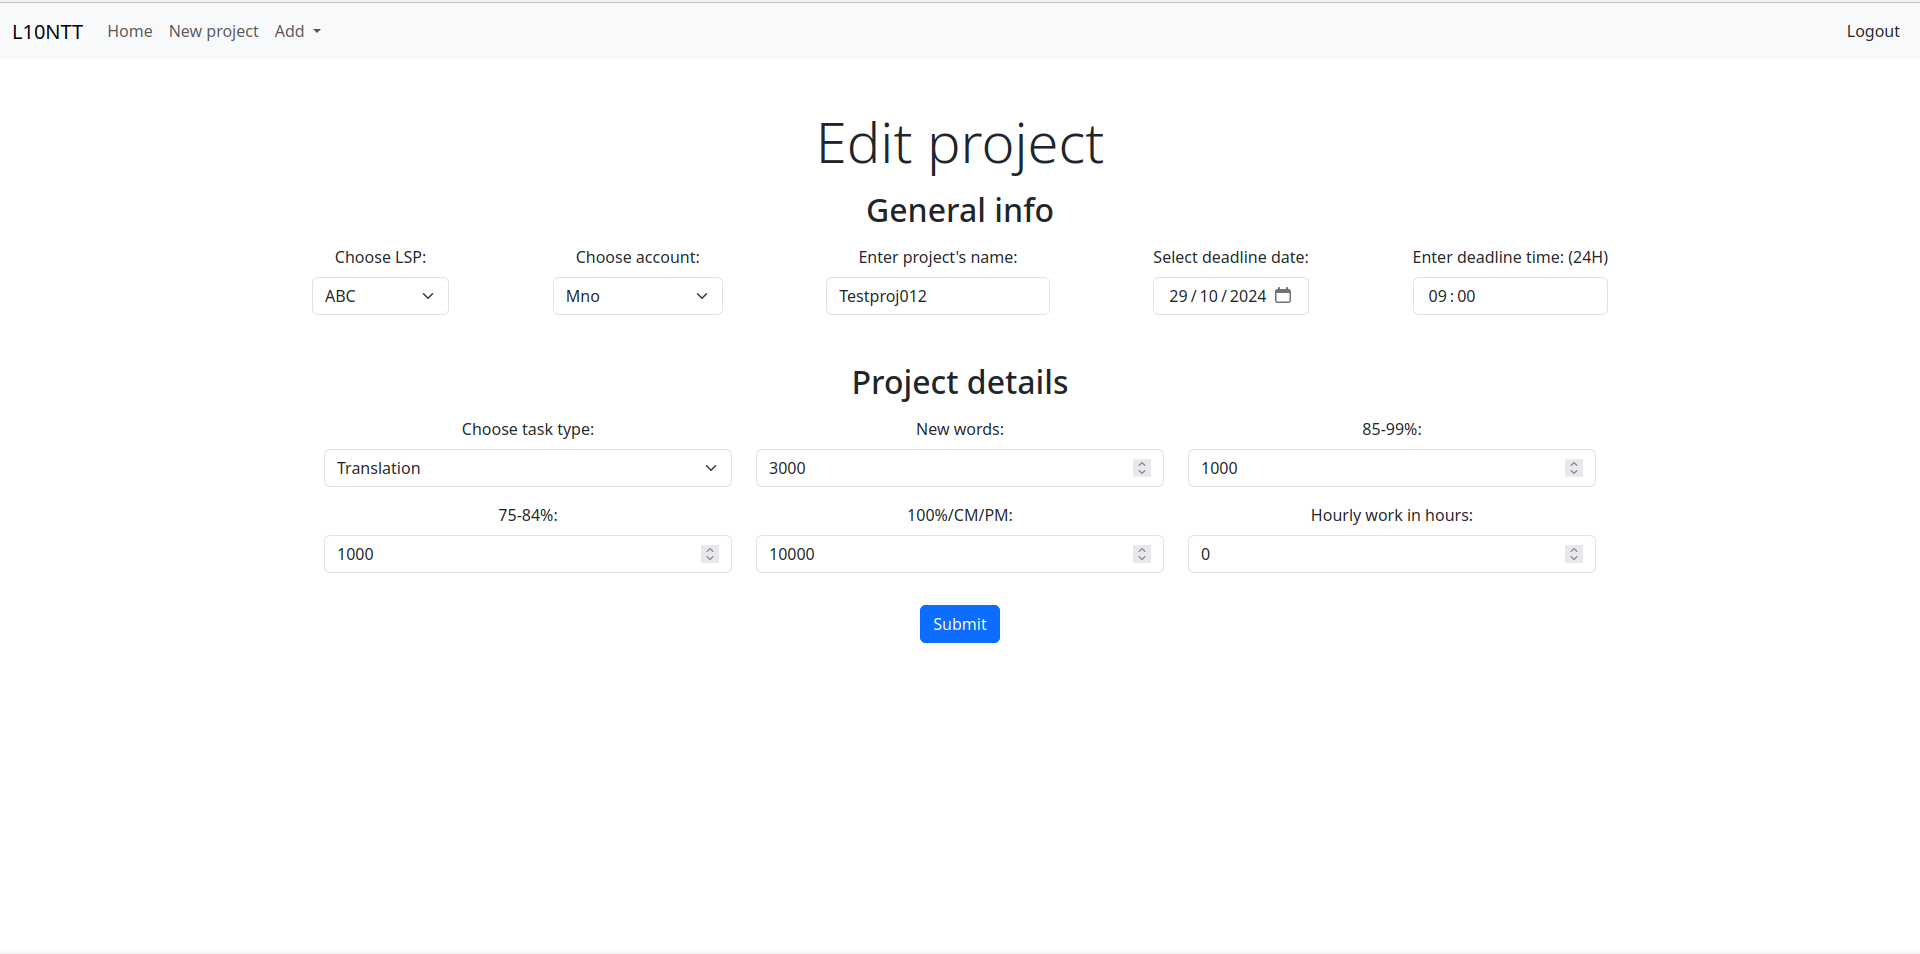 L10NTT Home New project Add Logout
Edit project
General info
Choose LSP: Choose account: Enter project's name: Select deadline date: Enter deadline time: (24H)
ABC Mno Testproj012 29/10/2024 09:00
Project details
Choose task type: New words: 85-99%:
Translation 3000 1000
75-84%: 100%/CM/PM: Hourly work in hours:
1000 10000 0
Submit